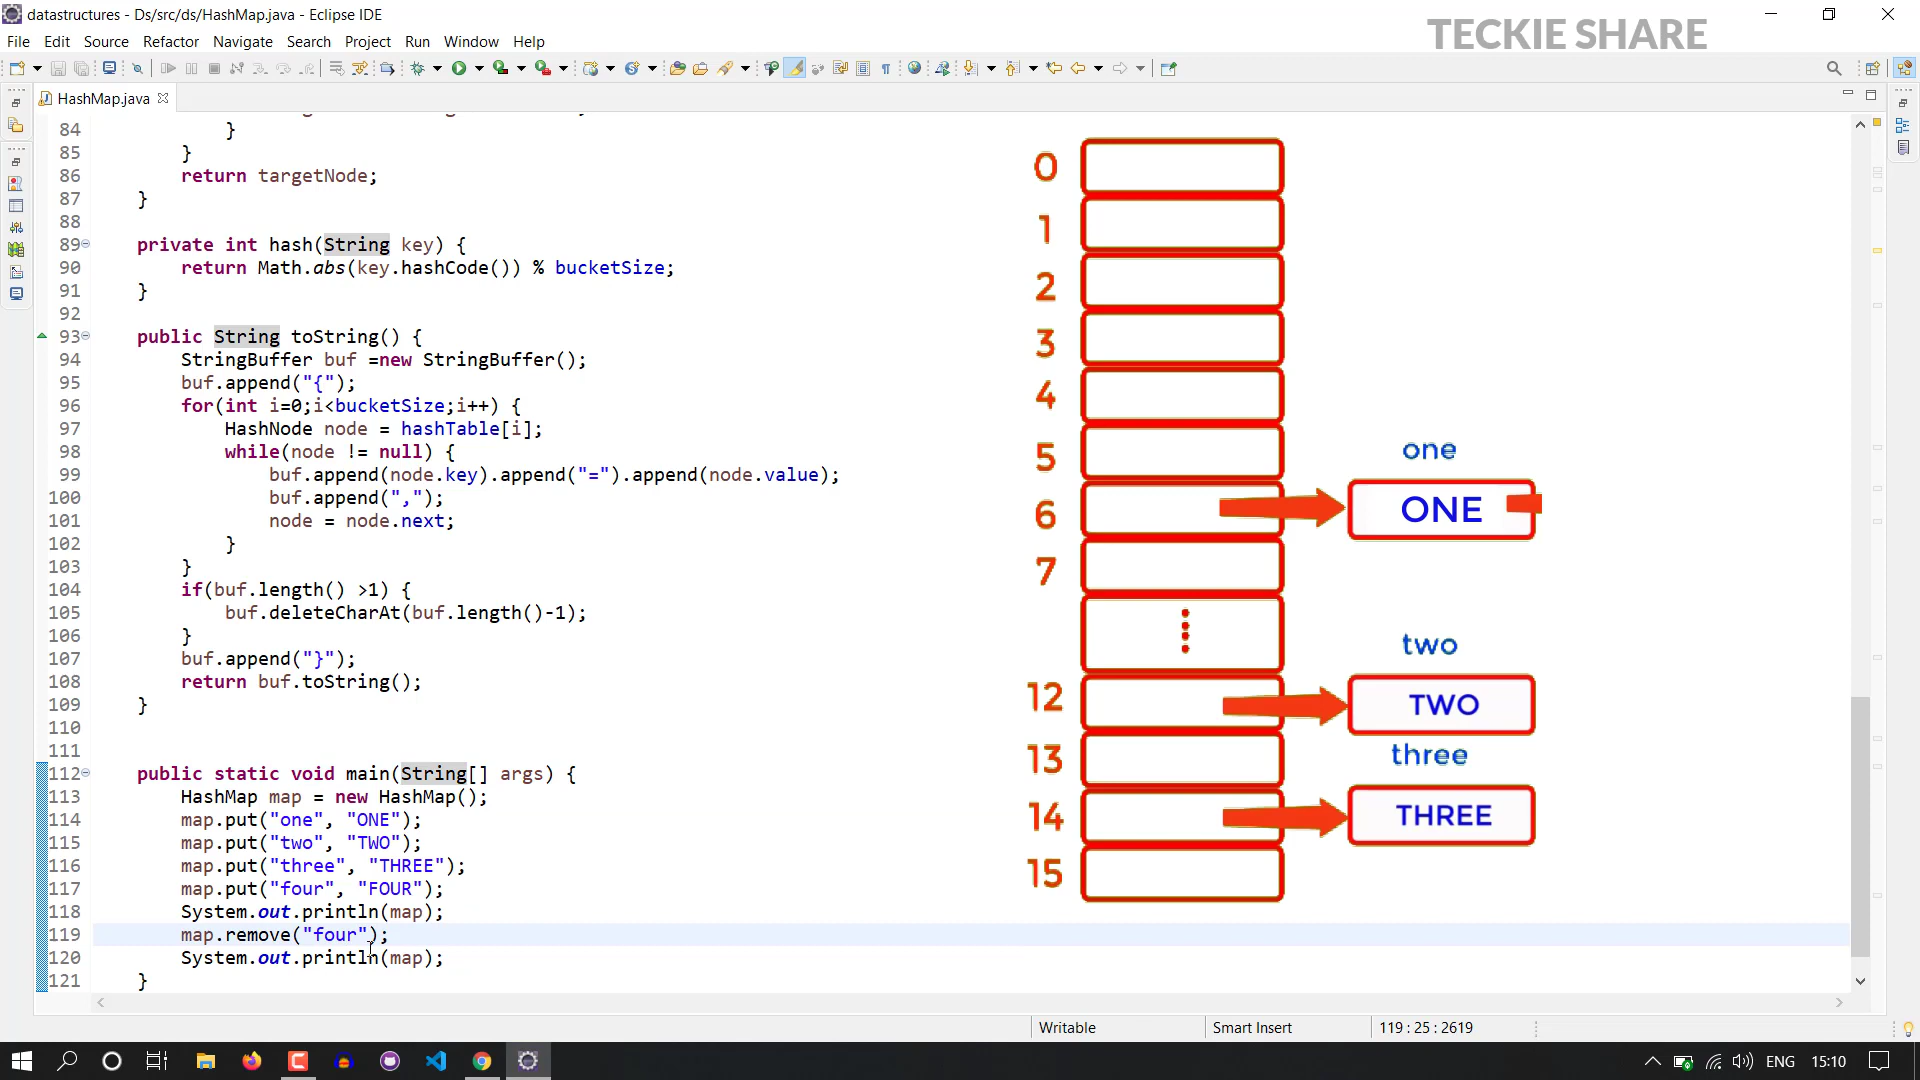 datastructures - Ds/src/ds/HashMap.java - Eclipse IDE
TECKIE SHARE
File Edit Source Refactor Navigate Search Project Run Window Help
HashMap.java
84 }
85 }
86 return targetNode;
87 }
88
89 private int hash(String key) {
90 return Math.abs(key.hashCode()) % bucketSize;
91 }
92
93 public String toString() {
94 StringBuffer buf =new StringBuffer();
95 buf.append("{");
96 for(int i=0;i<bucketSize;i++) {
97 HashNode node = hashTable[i];
98 while(node != null) {
99 buf.append(node.key).append("=").append(node.value);
100 buf.append(",");
101 node = node.next;
102 }
103 }
104 if(buf.length() >1) {
105 buf.deleteCharAt(buf.length()-1);
106 }
107 buf.append("}");
108 return buf.toString();
109 }
110
111
112 public static void main(String[] args) {
113 HashMap map = new HashMap();
114 map.put("one", "ONE");
115 map.put("two", "TWO");
116 map.put("three", "THREE");
117 map.put("four", "FOUR");
118 System.out.println(map);
119 map.remove("four");
120 System.out.println(map);
121 }
0
1
2
3
4
5
one
6 ONE
7
two
12 TWO
13 three
14 THREE
15
Writable Smart Insert 119 : 25 : 2619
ENG 15:10